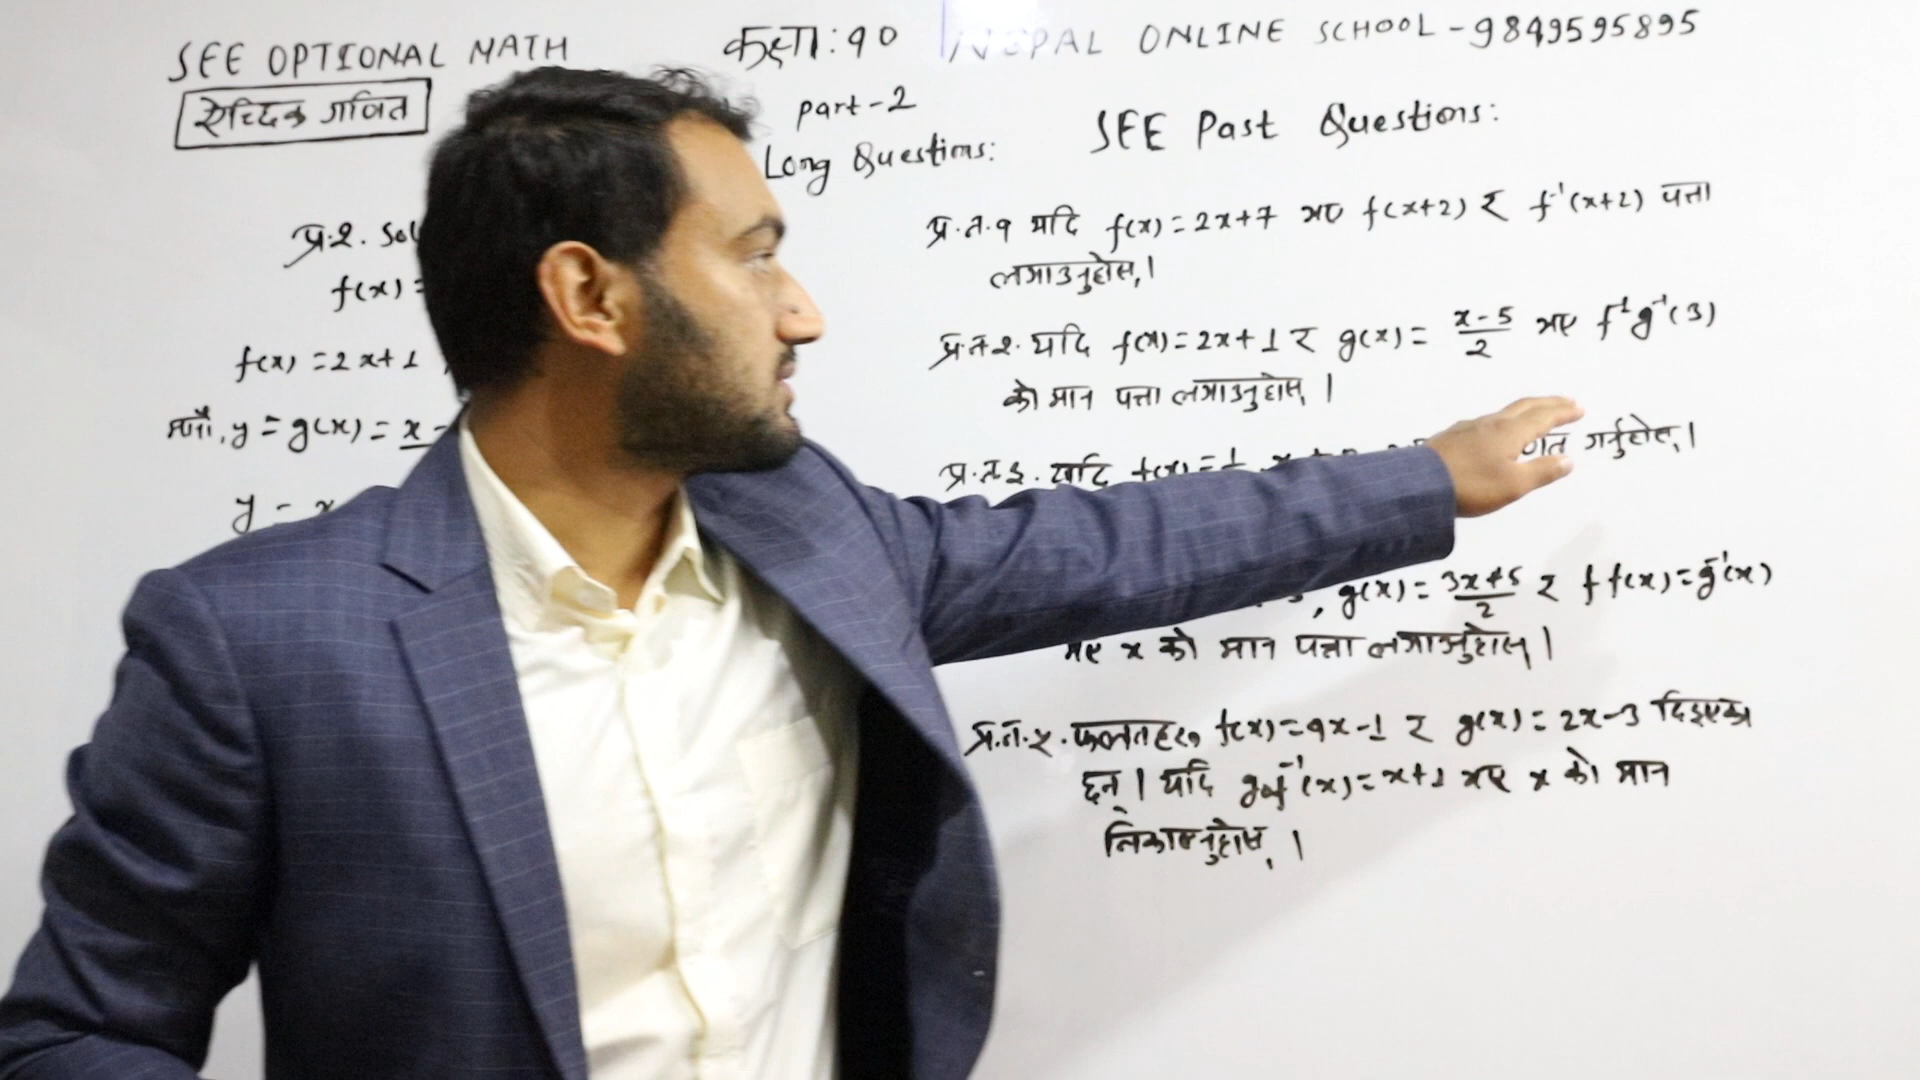 SEE OPTIONAL MATH
ऐच्छिक गणित
कक्षा: १०
NEPAL ONLINE SCHOOL - 9849595895
part-2
Long Questions:
SEE Past Questions:
प्र.२. Sol
f(x) =
f(x) = 2x+1
मानौं, y = g(x) = x-
y = x
प्र.न.१ यदि f(x) = 2x+7 भए f(x+2) र f⁻¹(x+2) पत्ता
लगाउनुहोस् ।
प्र.न.२. यदि f(x) = 2x+1 र g(x) = (x-5)/2 भए f⁻¹g⁻¹(3)
को मान पत्ता लगाउनुहोस् ।
प्र.न.३. यदि f(x) = गर्नुहोस् ।
, g(x) = (3x+5)/2 र ff(x) = g⁻¹(x)
भए x को मान पत्ता लगाउनुहोस् ।
प्र.न.५. फलनहरू f(x) = 4x-1 र g(x) = 2x-3 दिइएका
छन् । यदि gof⁻¹(x) = x+1 भए x को मान
निकाल्नुहोस् ।